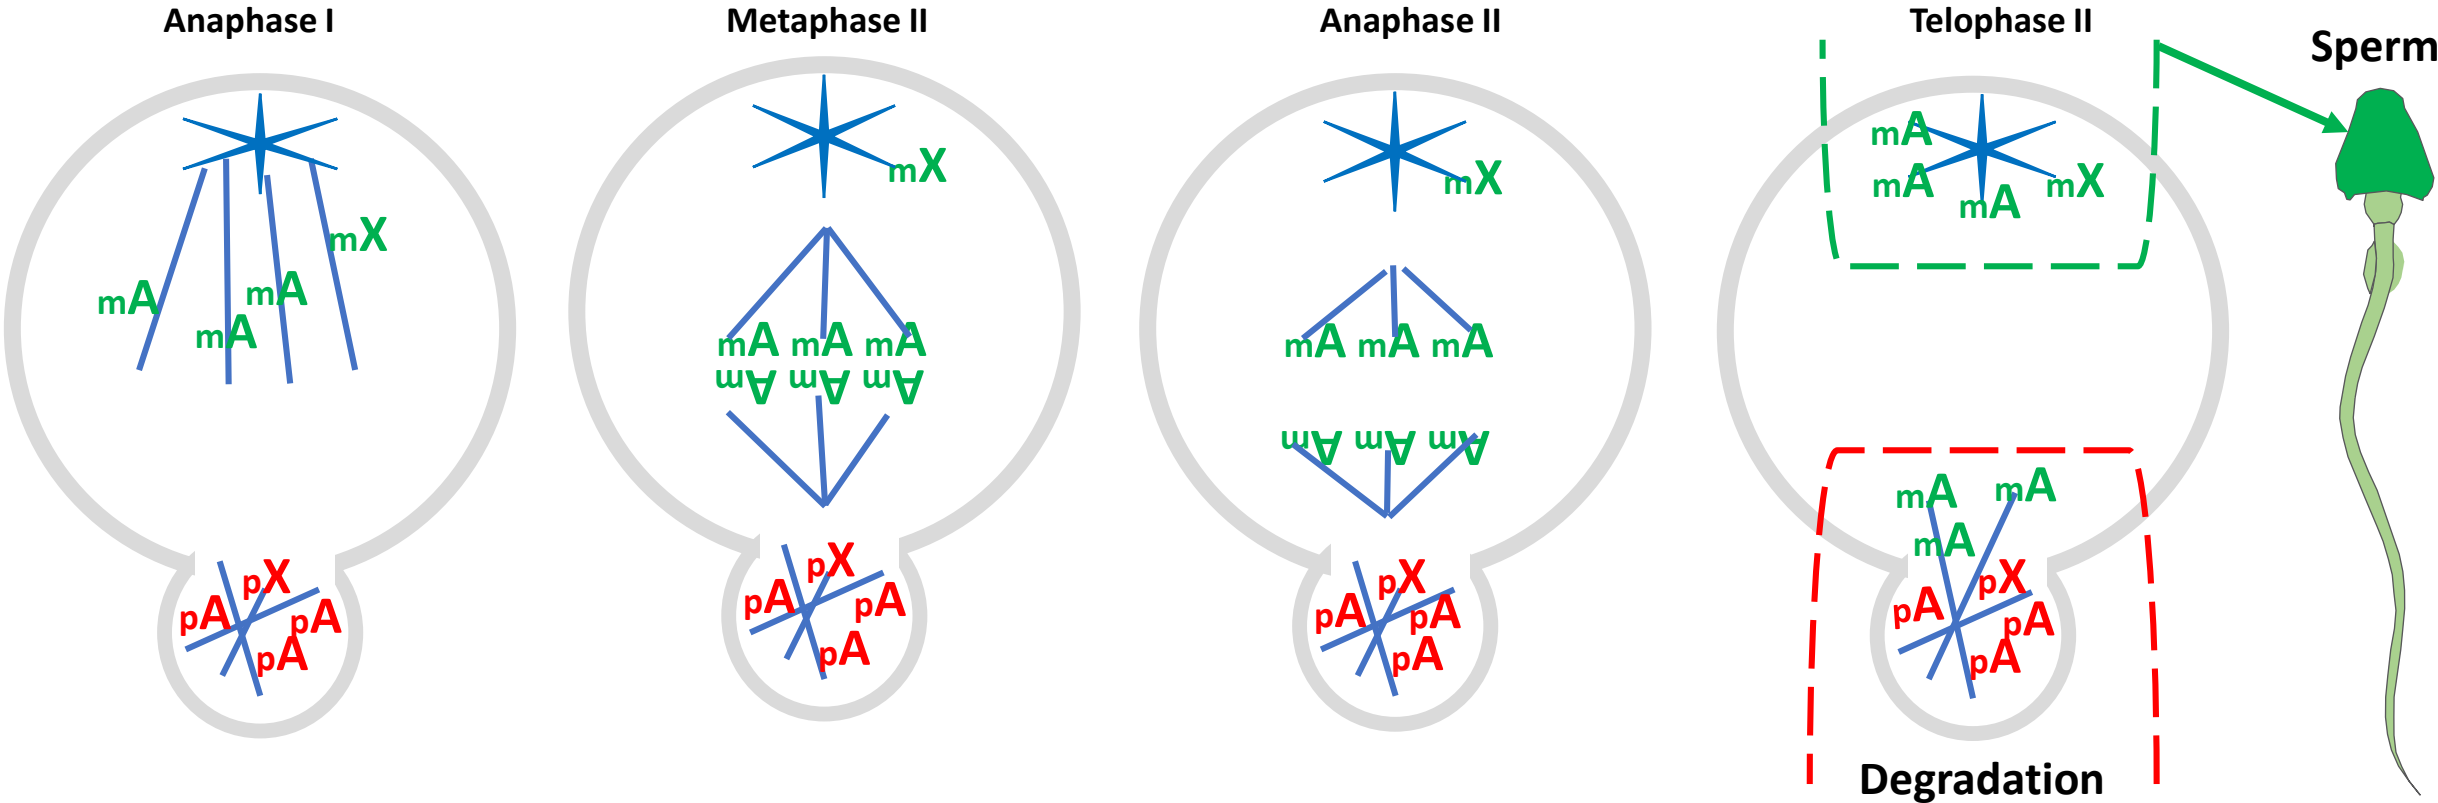 Anaphase I
Metaphase II
Anaphase II
Telophase II
Sperm
mX
mA
mA
mA
pX
pA
pA
pA
mX
mA mA mA
mA mA mA
pX
pA
pA
pA
mX
mA mA mA
mA mA mA
pX
pA
pA
pA
mA
mA
mX
mA
mA
mA
mA
pX
pA
pA
pA
Degradation